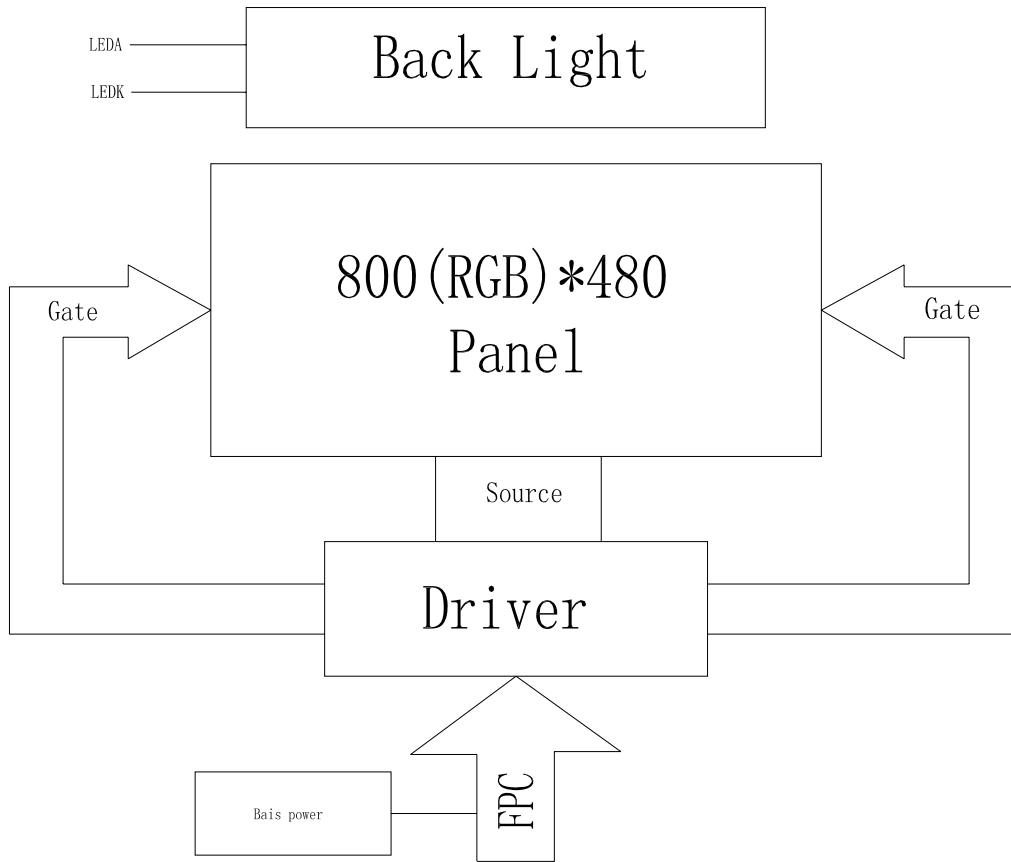 LEDA
Back Light
LEDK
800(RGB)*480
Panel
Gate
Gate
Source
Driver
FPC
Bais power